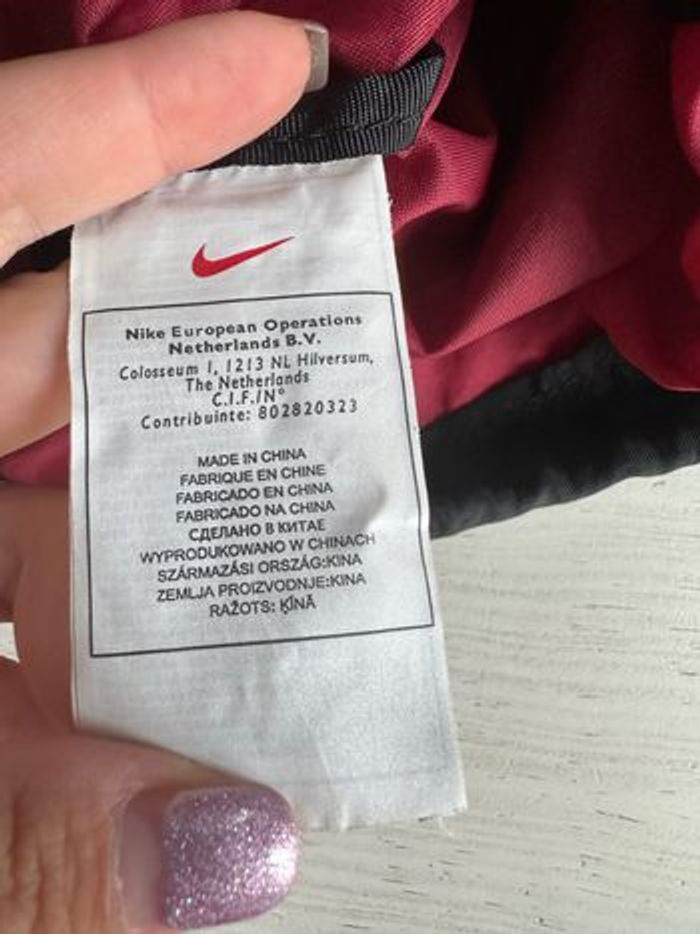 Nike European Operations
Netherlands B.V.
Colosseum 1, 1213 NL Hilversum,
The Netherlands
C.I.F./N°
Contribuinte: 802820323
MADE IN CHINA
FABRIQUE EN CHINE
FABRICADO EN CHINA
FABRICADO NA CHINA
СДЕЛАНО В КИТАЕ
WYPRODUKOWANO W CHINACH
SZÁRMAZÁSI ORSZÁG:KINA
ZEMLJA PROIZVODNJE:KINA
RAŽOTS: ĶĪNĀ